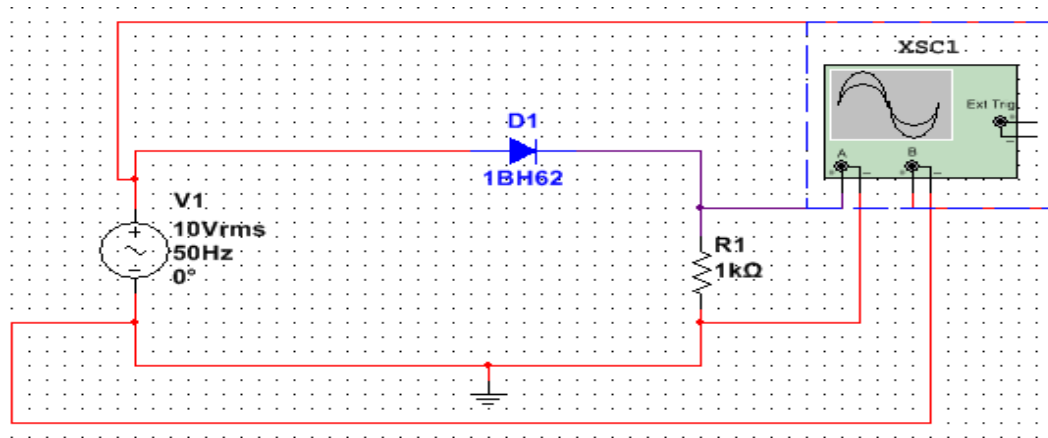 XSC1
Ext Trig
+
−
A
B
+ −
+ −
D1
1BH62
V1
10Vrms
50Hz
0°
+
−
R1
1kΩ